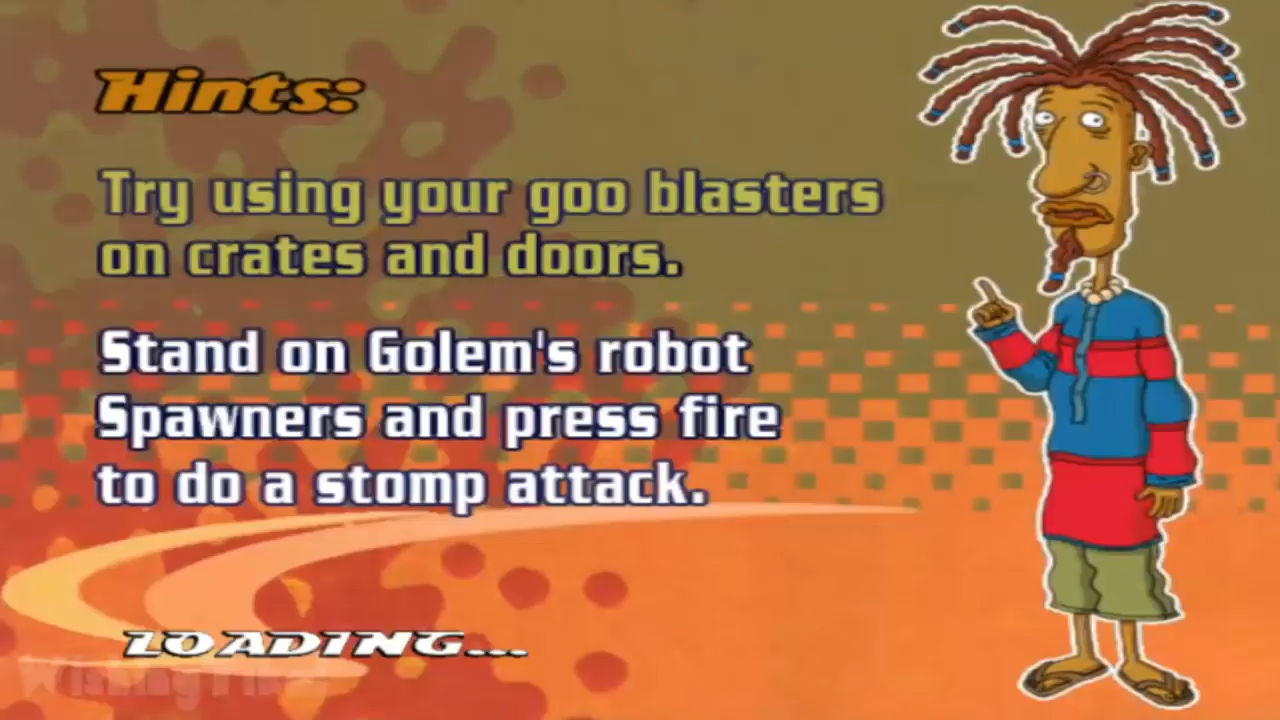 Hints:
Try using your goo blasters
on crates and doors.
Stand on Golem's robot
Spawners and press fire
to do a stomp attack.
LOADING...